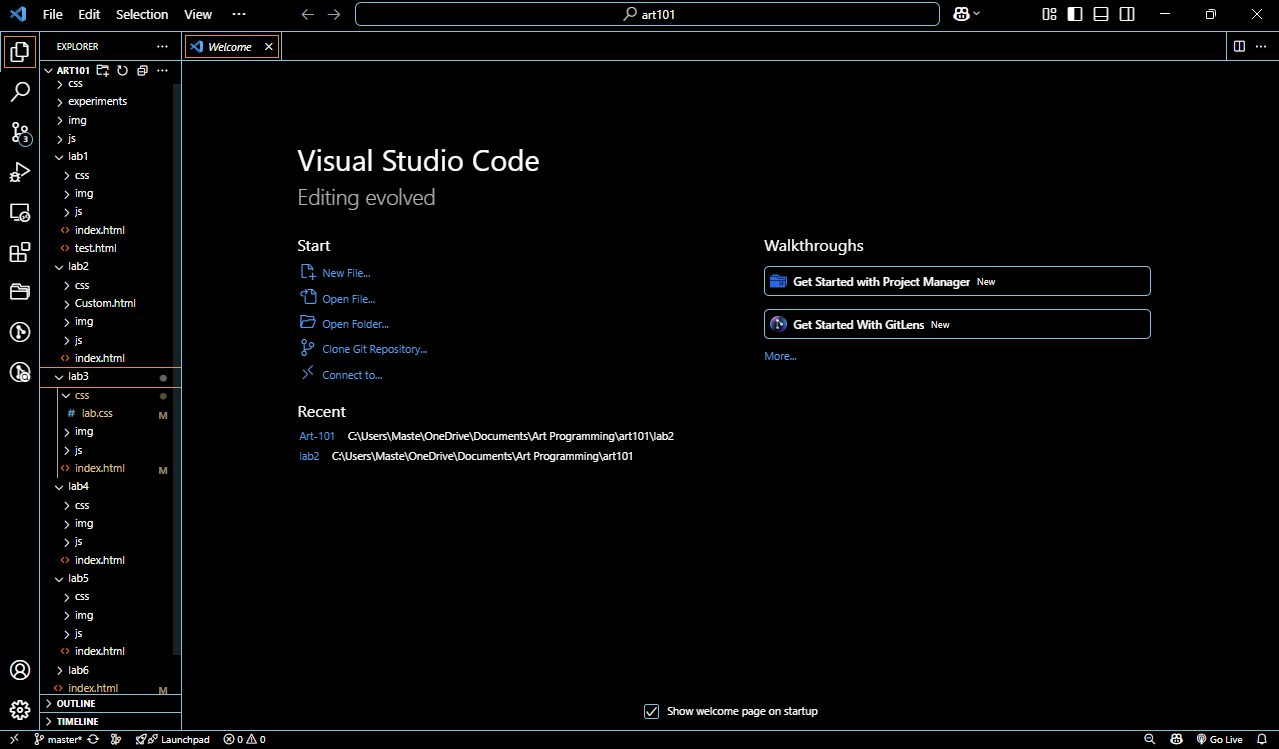 File Edit Selection View ··· art101
EXPLORER ···
Welcome
ART101
css
experiments
img
js
lab1
css
img
js
index.html
test.html
lab2
css
Custom.html
img
js
index.html
lab3
css
# lab.css M
img
js
index.html M
lab4
css
img
js
index.html
lab5
css
img
js
index.html
lab6
index.html M
OUTLINE
TIMELINE
3
Visual Studio Code
Editing evolved
Start
New File...
Open File...
Open Folder...
Clone Git Repository...
Connect to...
Recent
Art-101 C:\Users\Maste\OneDrive\Documents\Art Programming\art101\lab2
lab2 C:\Users\Maste\OneDrive\Documents\Art Programming\art101
Walkthroughs
Get Started with Project Manager New
Get Started With GitLens New
More...
Show welcome page on startup
master* Launchpad 0 0 Go Live